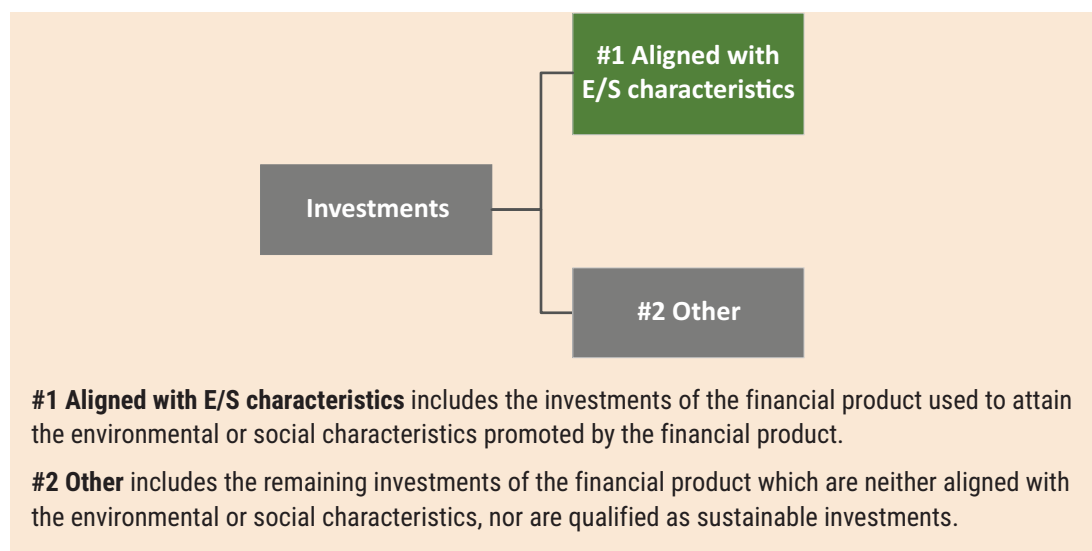 #1 Aligned with
E/S characteristics
Investments
#2 Other
#1 Aligned with E/S characteristics includes the investments of the financial product used to attain
the environmental or social characteristics promoted by the financial product.
#2 Other includes the remaining investments of the financial product which are neither aligned with
the environmental or social characteristics, nor are qualified as sustainable investments.